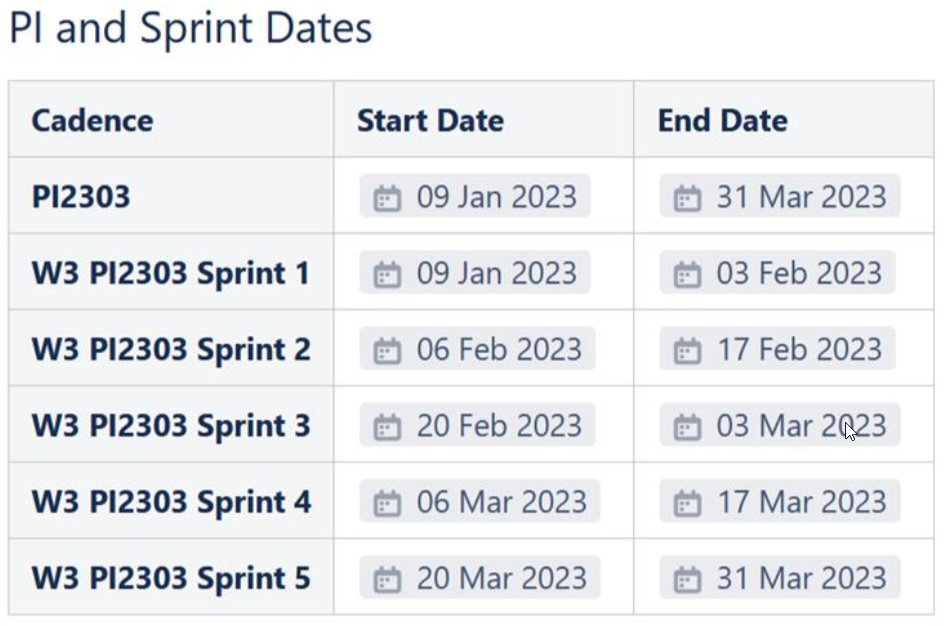 PI and Sprint Dates
Cadence Start Date End Date
PI2303 09 Jan 2023 31 Mar 2023
W3 PI2303 Sprint 1 09 Jan 2023 03 Feb 2023
W3 PI2303 Sprint 2 06 Feb 2023 17 Feb 2023
W3 PI2303 Sprint 3 20 Feb 2023 03 Mar 2023
W3 PI2303 Sprint 4 06 Mar 2023 17 Mar 2023
W3 PI2303 Sprint 5 20 Mar 2023 31 Mar 2023